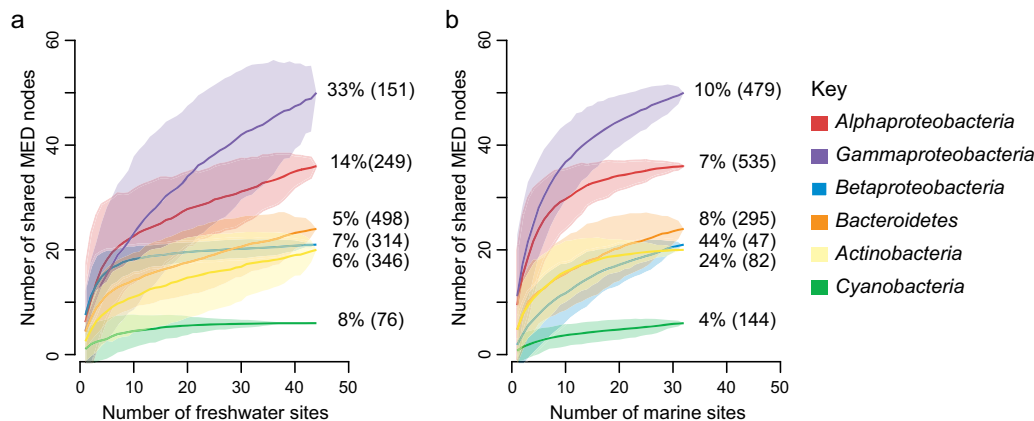 a
Number of shared MED nodes
60
40
20
0
33% (151)
14%(249)
5% (498)
7% (314)
6% (346)
8% (76)
0 10 20 30 40 50
Number of freshwater sites
b
Number of shared MED nodes
60
40
20
0
10% (479)
7% (535)
8% (295)
44% (47)
24% (82)
4% (144)
0 10 20 30 40 50
Number of marine sites
Key
Alphaproteobacteria
Gammaproteobacteria
Betaproteobacteria
Bacteroidetes
Actinobacteria
Cyanobacteria